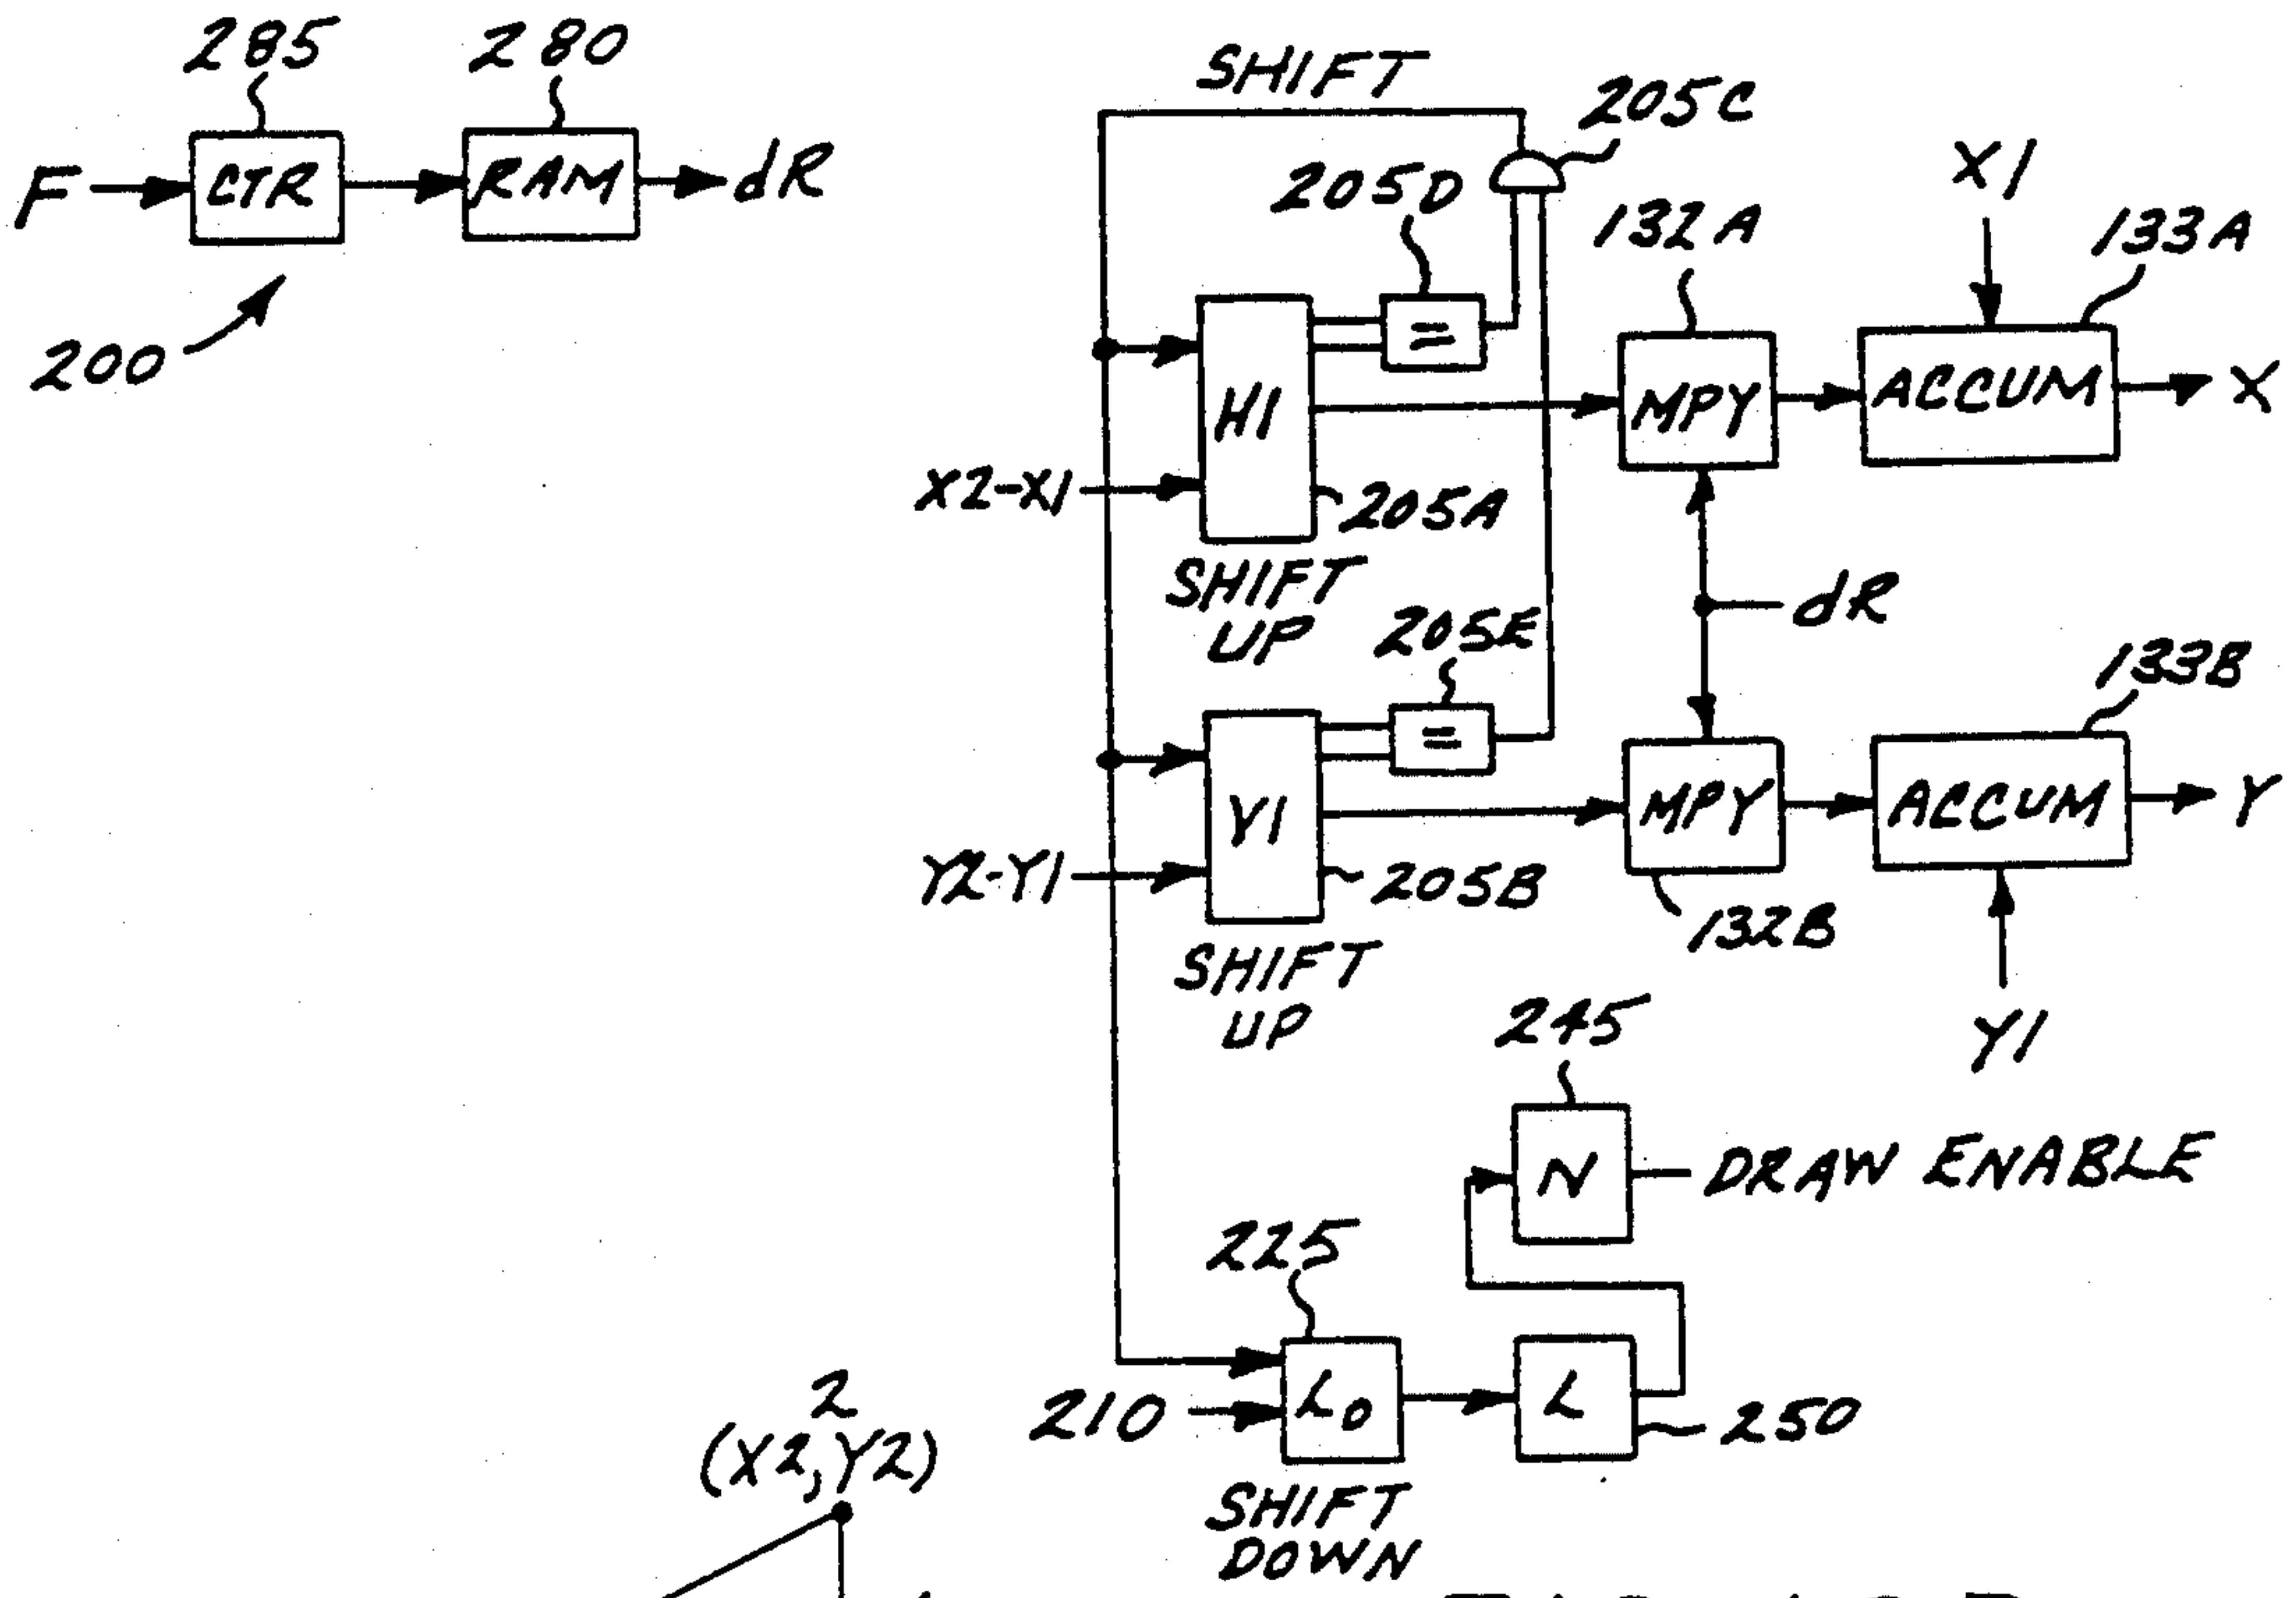 285
280
F
CTR
RAM
dR
200
SHIFT
205C
205D
132A
X1
133A
H1
=
MPY
ACCUM
X
X2-X1
205A
SHIFT
UP
dR
205E
133B
V1
=
MPY
ACCUM
Y
Y2-Y1
205B
132B
SHIFT
UP
Y1
245
N
DRAW ENABLE
225
210
L0
L
250
SHIFT
DOWN
2
(X2,Y2)